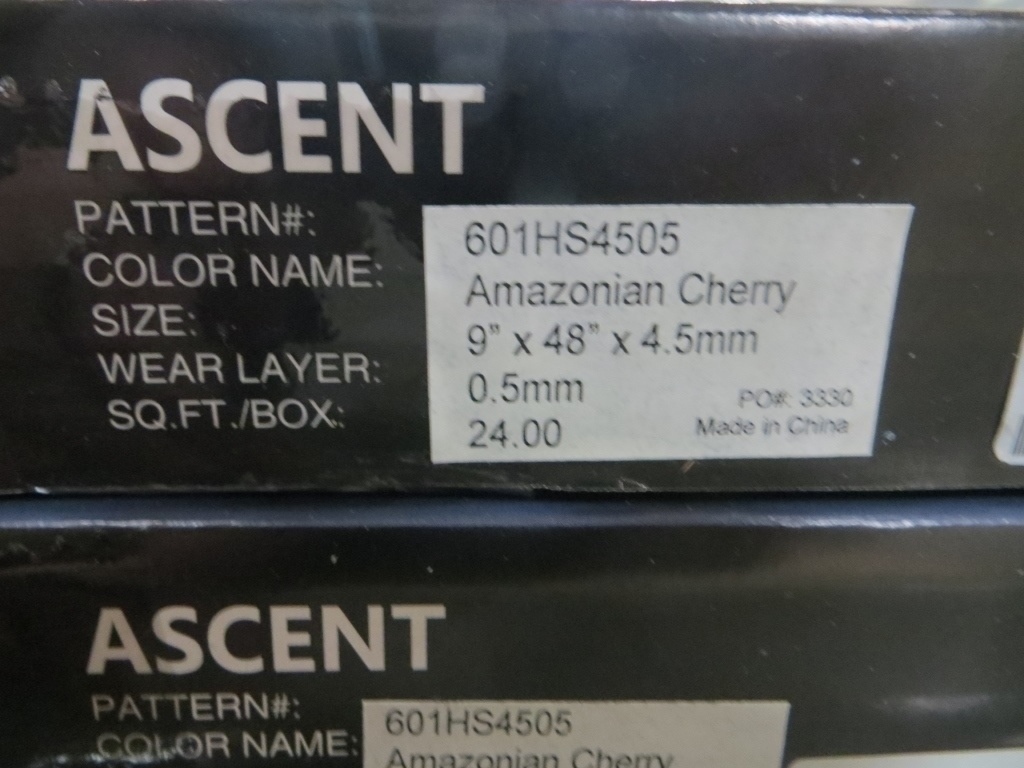 ASCENT
PATTERN#: 601HS4505
COLOR NAME: Amazonian Cherry
SIZE: 9” x 48” x 4.5mm
WEAR LAYER: 0.5mm
SQ.FT./BOX: 24.00
PO#: 3330
Made in China
ASCENT
PATTERN#: 601HS4505
COLOR NAME: Amazonian Cherry